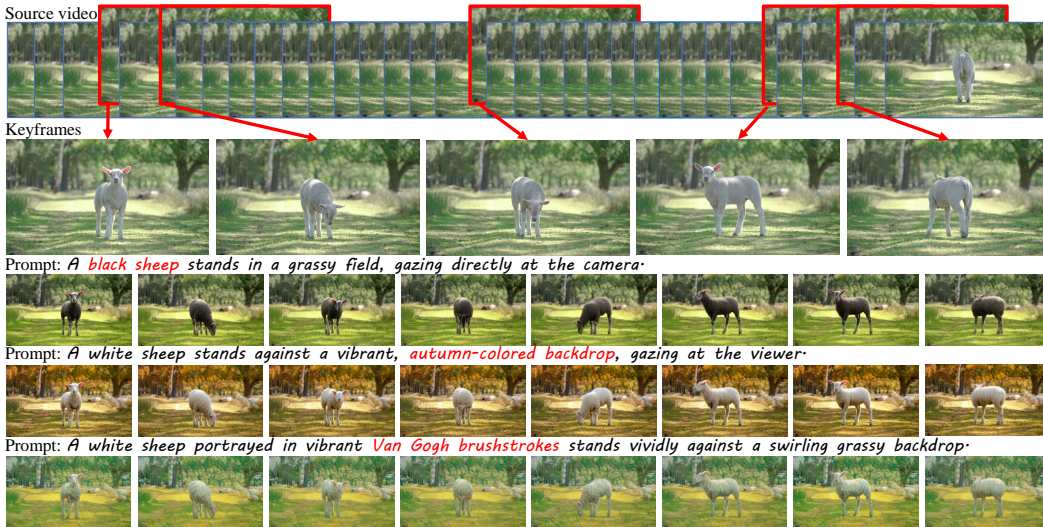 Source video
Keyframes
Prompt: A black sheep stands in a grassy field, gazing directly at the camera.
Prompt: A white sheep stands against a vibrant, autumn-colored backdrop, gazing at the viewer.
Prompt: A white sheep portrayed in vibrant Van Gogh brushstrokes stands vividly against a swirling grassy backdrop.